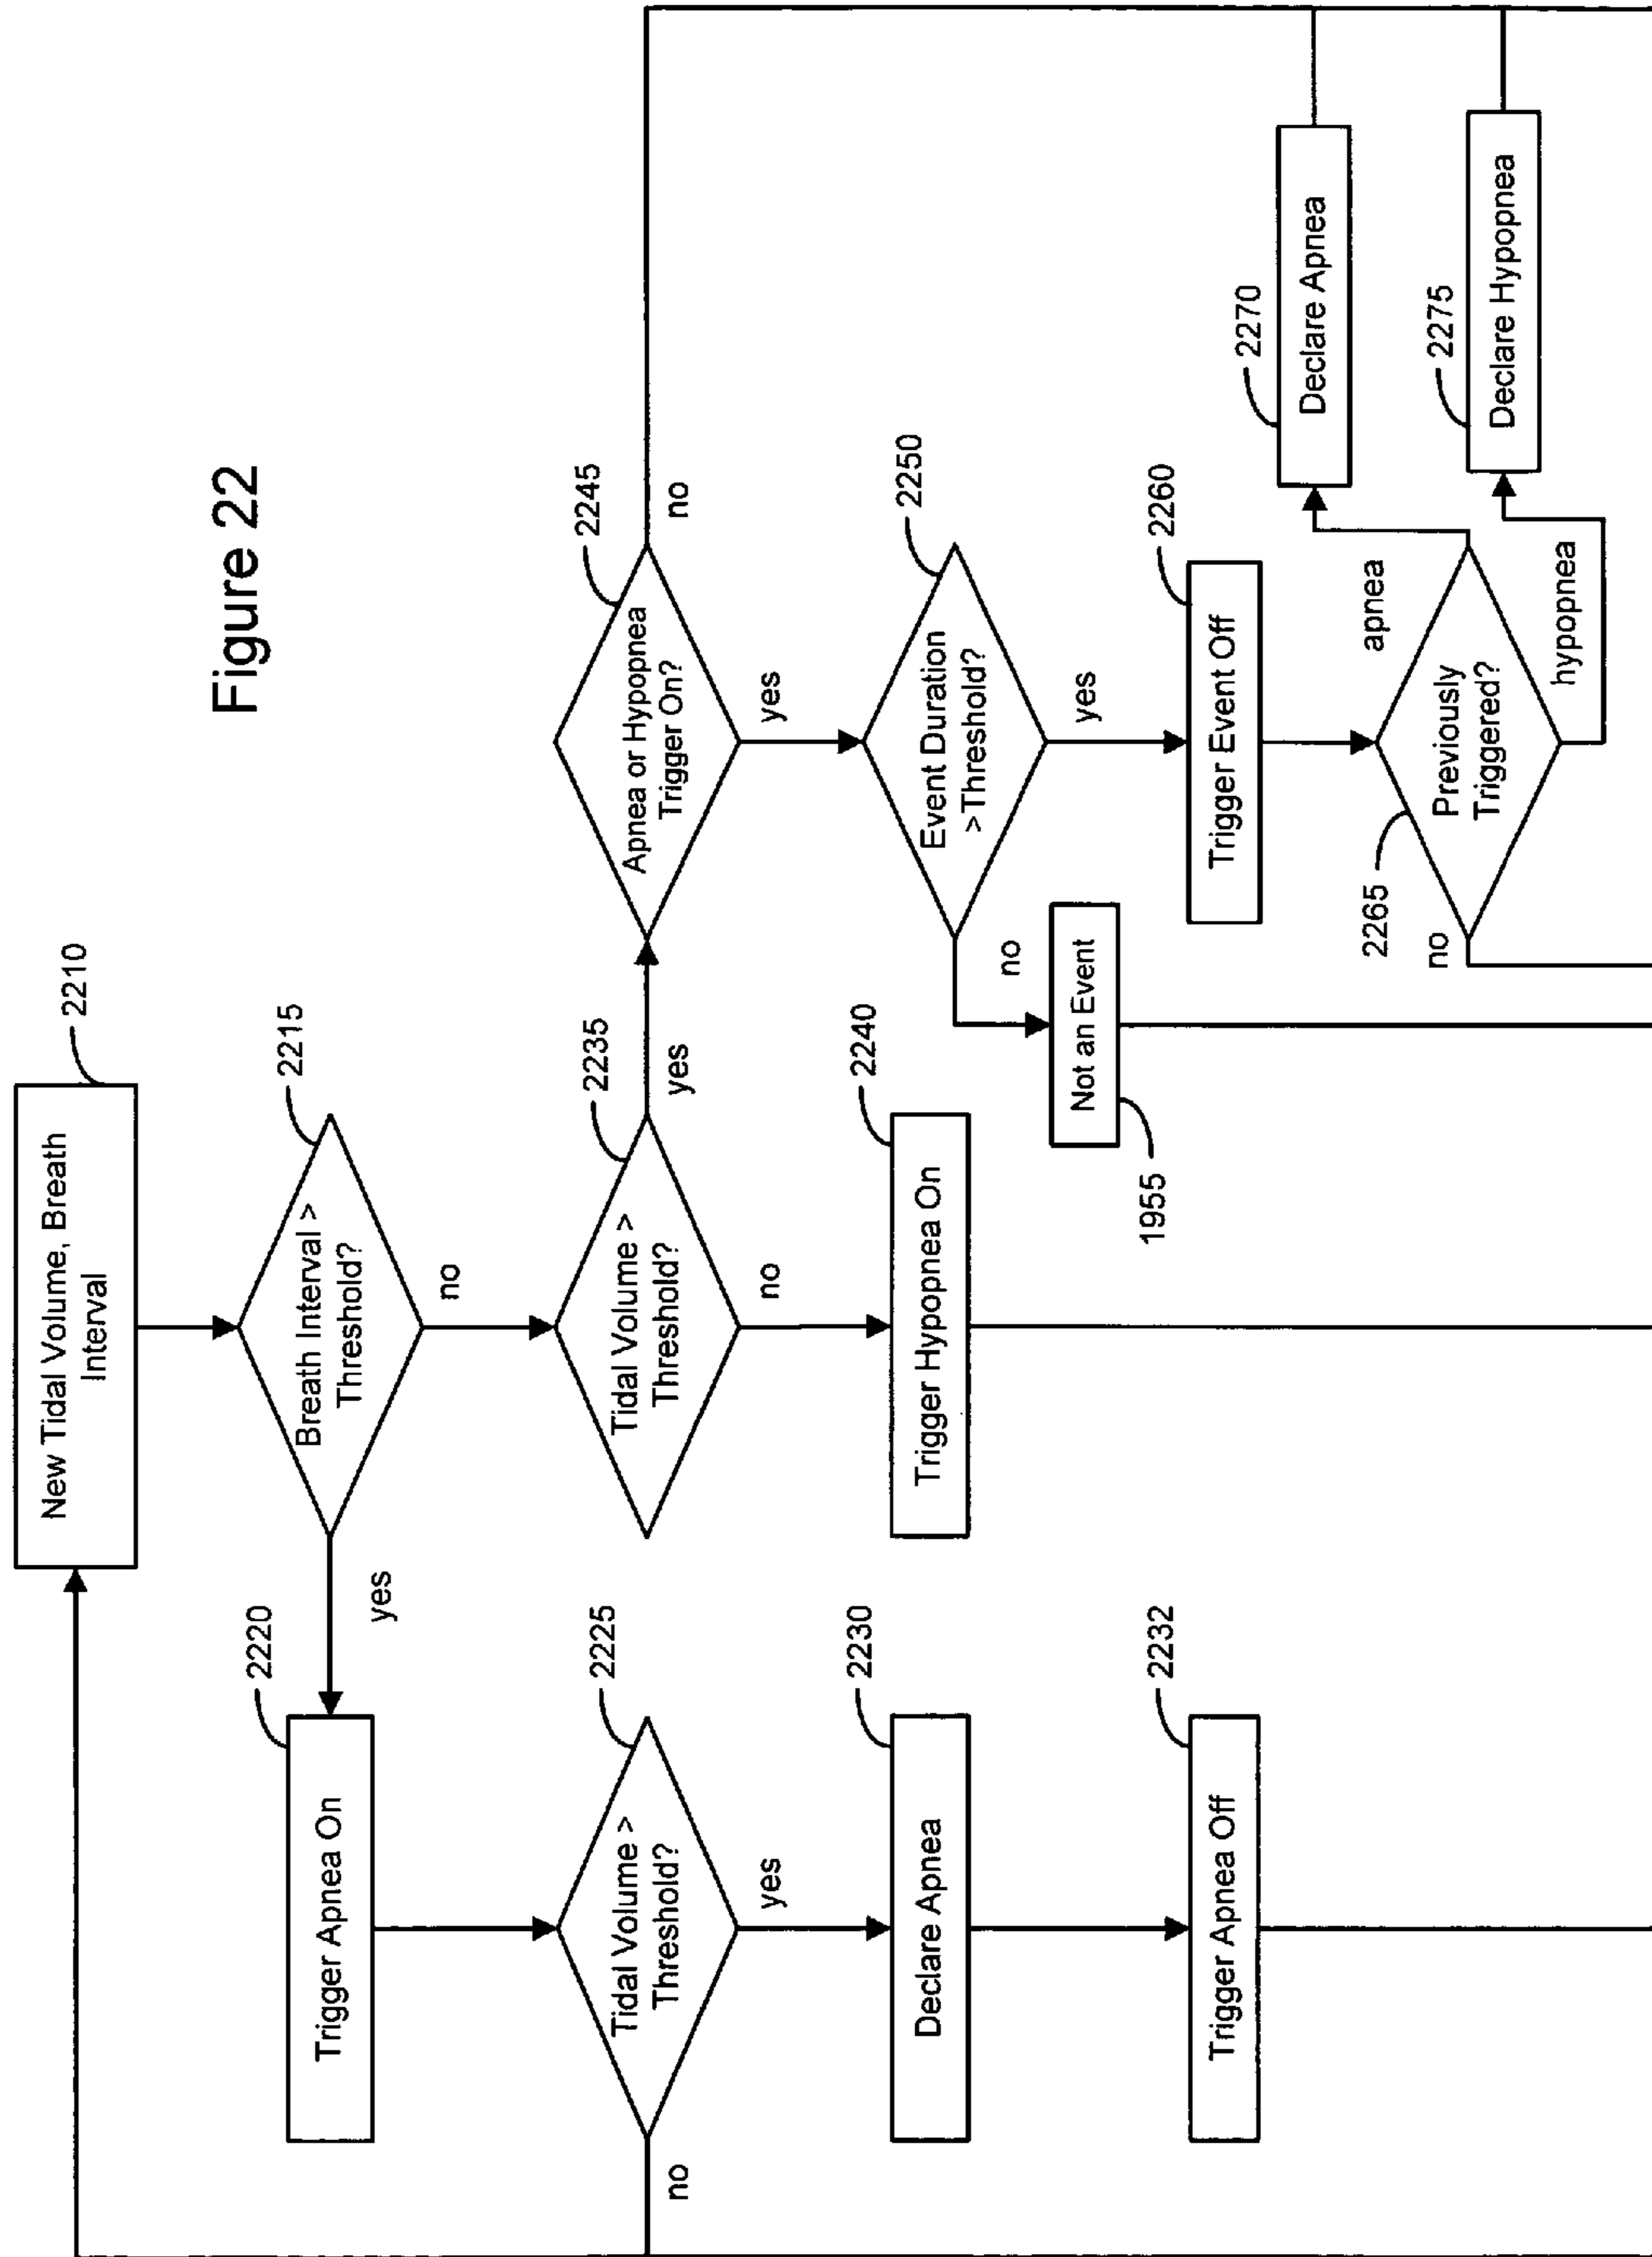 Figure 22
New Tidal Volume, Breath
Interval
2210
Breath Interval >
Threshold?
2215
yes
no
Trigger Apnea On
2220
Tidal Volume >
Threshold?
2225
no
yes
Declare Apnea
2230
Trigger Apnea Off
2232
Tidal Volume >
Threshold?
2235
yes
no
Trigger Hypopnea On
2240
Apnea or Hypopnea
Trigger On?
2245
no
yes
Event Duration
>Threshold?
2250
no
yes
Not an Event
1955
Trigger Event Off
2260
Previously
Triggered?
2265
no
apnea
hypopnea
Declare Apnea
2270
Declare Hypopnea
2275